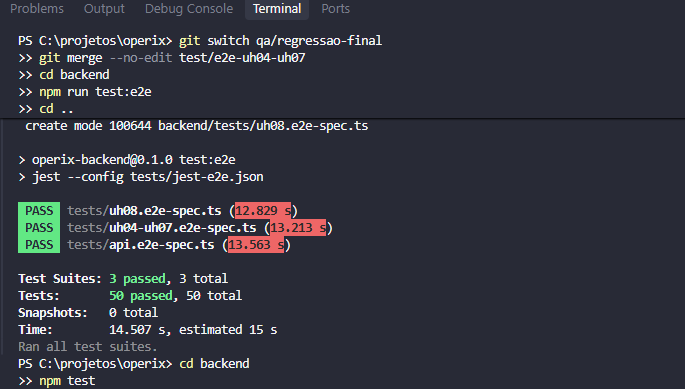 Problems Output Debug Console Terminal Ports
PS C:\projetos\operix> git switch qa/regressao-final
>> git merge --no-edit test/e2e-uh04-uh07
>> cd backend
>> npm run test:e2e
>> cd ..
create mode 100644 backend/tests/uh08.e2e-spec.ts
> operix-backend@0.1.0 test:e2e
> jest --config tests/jest-e2e.json
PASS tests/uh08.e2e-spec.ts (12.829 s)
PASS tests/uh04-uh07.e2e-spec.ts (13.213 s)
PASS tests/api.e2e-spec.ts (13.563 s)
Test Suites: 3 passed, 3 total
Tests: 50 passed, 50 total
Snapshots: 0 total
Time: 14.507 s, estimated 15 s
Ran all test suites.
PS C:\projetos\operix> cd backend
>> npm test